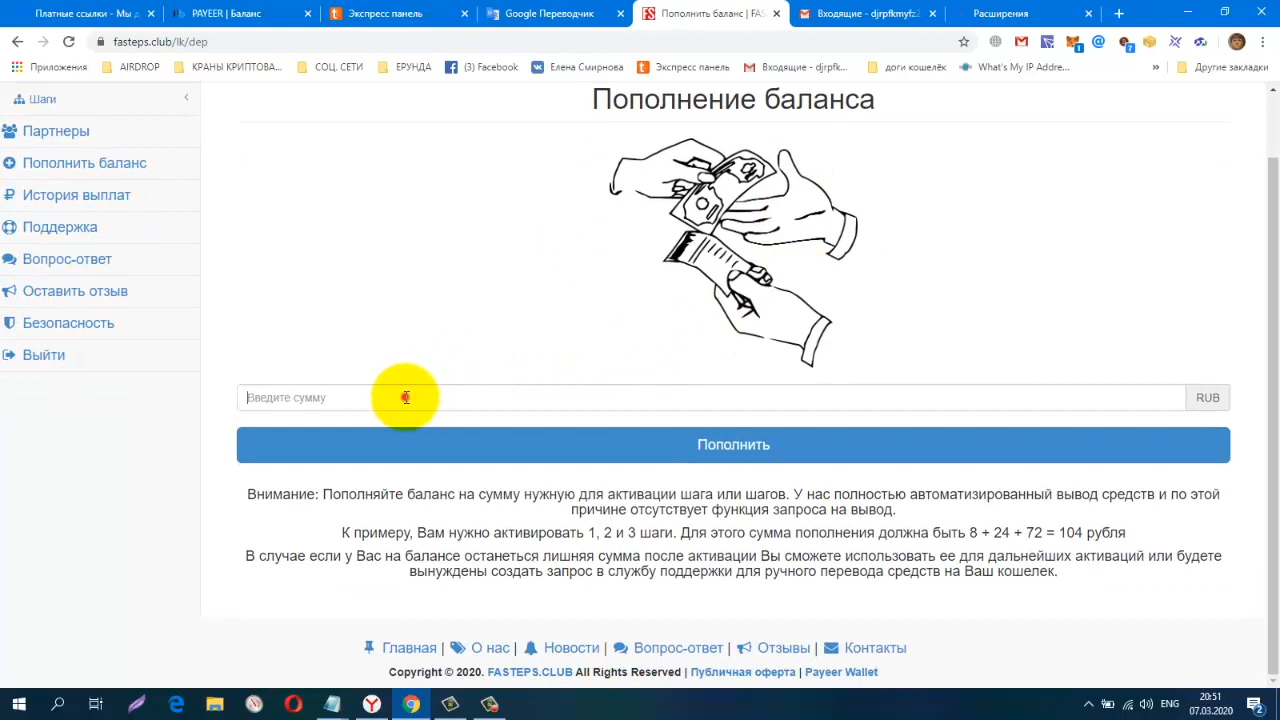 Платные ссылки - Мы д
PAYEER | Баланс
Экспресс панель
Google Переводчик
Пополнить баланс | FAS
Входящие - djrpfkmyfz2
Расширения
fasteps.club/lk/dep
Приложения
AIRDROP
КРАНЫ КРИПТОВА...
СОЦ. СЕТИ
ЕРУНДА
(3) Facebook
Елена Смирнова
Экспресс панель
Входящие - djrpfk...
доги кошелёк
What's My IP Addre...
Другие закладки
Шаги
Партнеры
Пополнить баланс
История выплат
Поддержка
Вопрос-ответ
Оставить отзыв
Безопасность
Выйти
Пополнение баланса
Введите сумму
RUB
Пополнить
Внимание: Пополняйте баланс на сумму нужную для активации шага или шагов. У нас полностью автоматизированный вывод средств и по этой
причине отсутствует функция запроса на вывод.
К примеру, Вам нужно активировать 1, 2 и 3 шаги. Для этого сумма пополнения должна быть 8 + 24 + 72 = 104 рубля
В случае если у Вас на балансе останеться лишняя сумма после активации Вы сможете использовать ее для дальнейших активаций или будете
вынуждены создать запрос в службу поддержки для ручного перевода средств на Ваш кошелек.
Главная | О нас | Новости | Вопрос-ответ | Отзывы | Контакты
Copyright © 2020. FASTEPS.CLUB All Rights Reserved | Публичная оферта | Payeer Wallet
ENG
20:51
07.03.2020